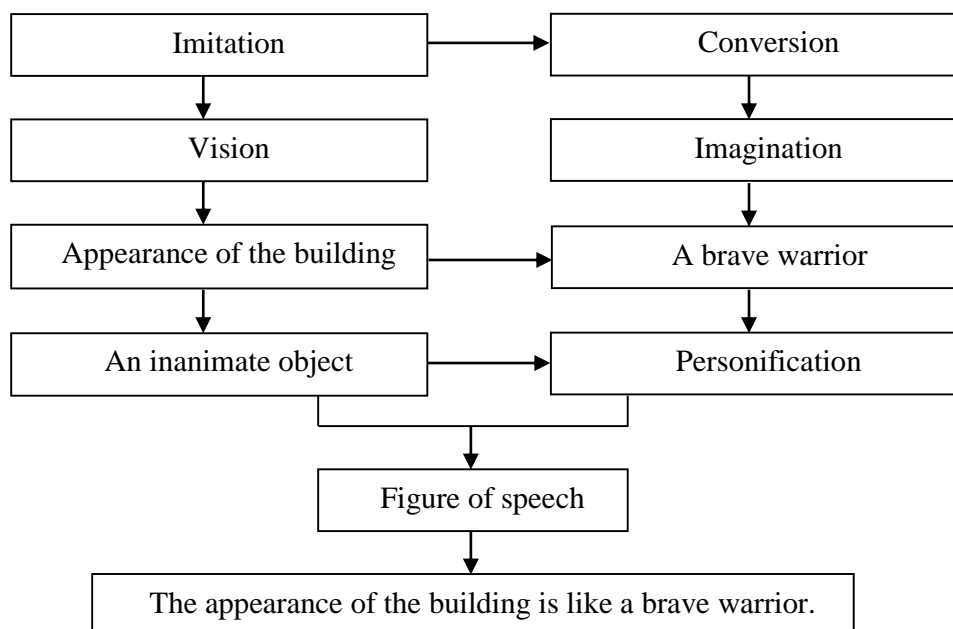 Imitation
Conversion
Vision
Imagination
Appearance of the building
A brave warrior
An inanimate object
Personification
Figure of speech
The appearance of the building is like a brave warrior.